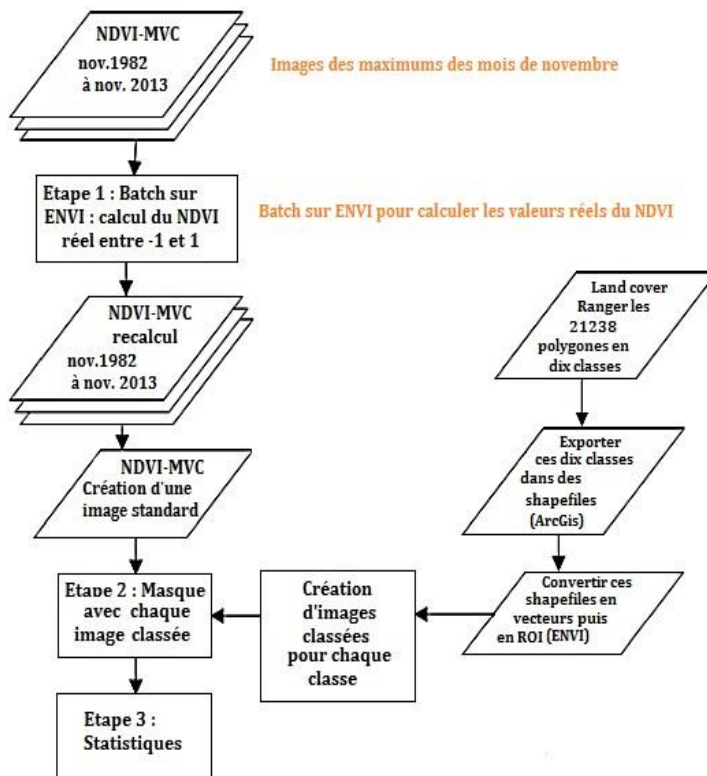 NDVI-MVC
nov.1982
à nov. 2013
Images des maximums des mois de novembre
Etape 1 : Batch sur
ENVI : calcul du NDVI
réel entre -1 et 1
Batch sur ENVI pour calculer les valeurs réels du NDVI
NDVI-MVC
recalcul
nov.1982
à nov. 2013
NDVI-MVC
Création d'une
image standard
Etape 2 : Masque
avec chaque
image classée
Etape 3 :
Statistiques
Land cover
Ranger les
21238
polygones en
dix classes
Exporter
ces dix classes
dans des
shapefiles
(ArcGis)
Convertir ces
shapefiles en
vecteurs puis
en ROI (ENVI)
Création
d'images
classées
pour chaque
classe